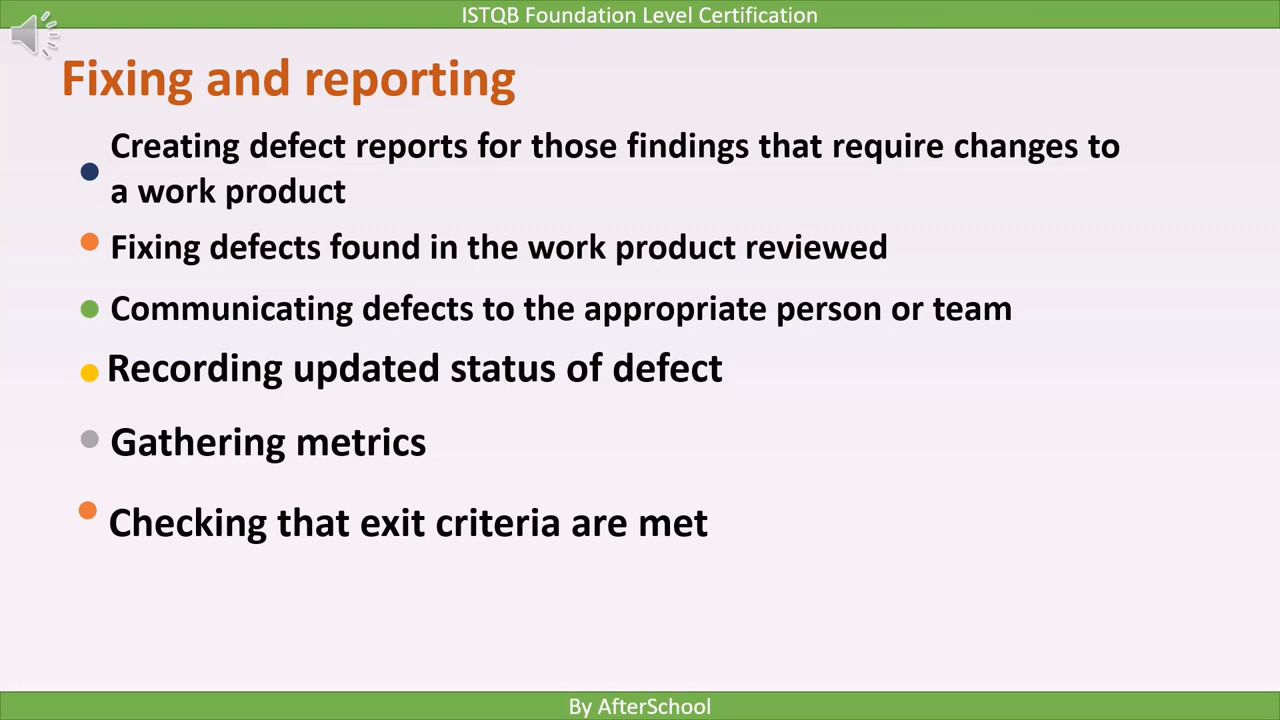 ISTQB Foundation Level Certification
Fixing and reporting
Creating defect reports for those findings that require changes to
a work product
Fixing defects found in the work product reviewed
Communicating defects to the appropriate person or team
Recording updated status of defect
Gathering metrics
Checking that exit criteria are met
By AfterSchool